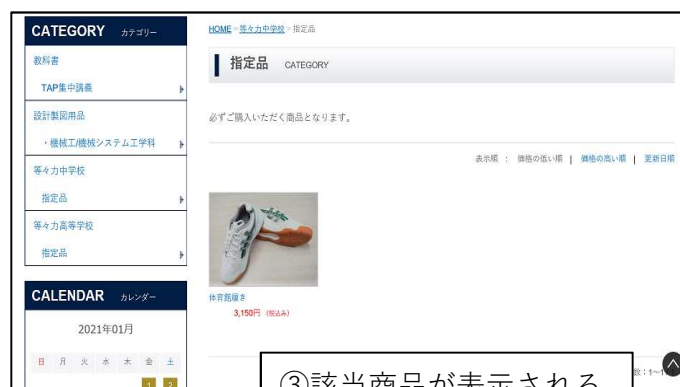 CATEGORY カテゴリー
教科書
TAP集中講義
設計製図用品
・機械工/機械システム工学科
等々力中学校
指定品
等々力高等学校
指定品
CALENDAR カレンダー
2021年01月
日 月 火 水 木 金 土
1 2
HOME > 等々力中学校 > 指定品
指定品 CATEGORY
必ずご購入いただく商品となります。
表示順 : 価格の低い順 | 価格の高い順 | 更新日順
体育館履き
3,150円 (税込み)
③該当商品が表示される